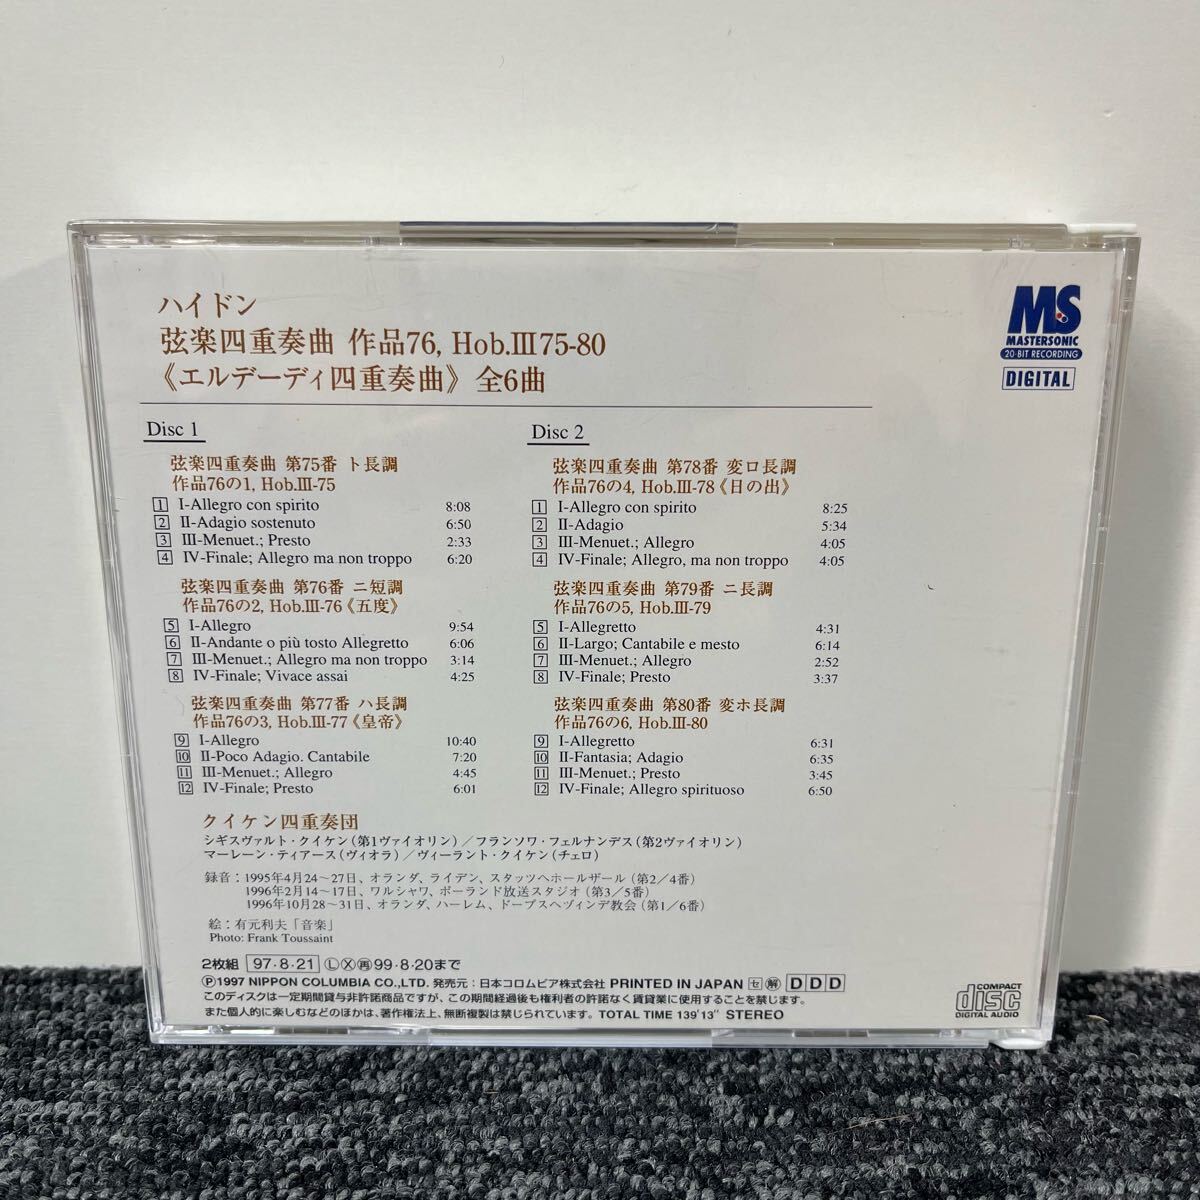 ハイドン
弦楽四重奏曲 作品76, Hob.III 75-80
《エルデーディ四重奏曲》 全6曲
MS
MASTERSONIC
20·BIT RECORDING
DIGITAL
Disc 1
弦楽四重奏曲 第75番 ト長調
作品76の1, Hob.III-75
1 I-Allegro con spirito 8:08
2 II-Adagio sostenuto 6:50
3 III-Menuet.; Presto 2:33
4 IV-Finale; Allegro ma non troppo 6:20
弦楽四重奏曲 第76番 ニ短調
作品76の2, Hob.III-76《五度》
5 I-Allegro 9:54
6 II-Andante o più tosto Allegretto 6:06
7 III-Menuet.; Allegro ma non troppo 3:14
8 IV-Finale; Vivace assai 4:25
弦楽四重奏曲 第77番 ハ長調
作品76の3, Hob.III-77《皇帝》
9 I-Allegro 10:40
10 II-Poco Adagio. Cantabile 7:20
11 III-Menuet.; Allegro 4:45
12 IV-Finale; Presto 6:01
Disc 2
弦楽四重奏曲 第78番 変ロ長調
作品76の4, Hob.III-78《日の出》
1 I-Allegro con spirito 8:25
2 II-Adagio 5:34
3 III-Menuet.; Allegro 4:05
4 IV-Finale; Allegro, ma non troppo 4:05
弦楽四重奏曲 第79番 ニ長調
作品76の5, Hob.III-79
5 I-Allegretto 4:31
6 II-Largo; Cantabile e mesto 6:14
7 III-Menuet.; Allegro 2:52
8 IV-Finale; Presto 3:37
弦楽四重奏曲 第80番 変ホ長調
作品76の6, Hob.III-80
9 I-Allegretto 6:31
10 II-Fantasia; Adagio 6:35
11 III-Menuet.; Presto 3:45
12 IV-Finale; Allegro spirituoso 6:50
クイケン四重奏団
シギスヴァルト・クイケン(第1ヴァイオリン)／フランソワ・フェルナンデス(第2ヴァイオリン)
マーレーン・ティアース(ヴィオラ)／ヴィーラント・クイケン(チェロ)
録音：1995年4月24〜27日、オランダ、ライデン、スタッツヘホールザール(第2／4番)
1996年2月14〜17日、ワルシャワ、ポーランド放送スタジオ(第3／5番)
1996年10月28〜31日、オランダ、ハーレム、ドープスヘヅィンデ教会(第1／6番)
絵：有元利夫「音楽」
Photo: Frank Toussaint
2枚組 97·8·21 Ⓛ Ⓧ 再 99·8·20まで
Ⓟ1997 NIPPON COLUMBIA CO.,LTD. 発売元：日本コロムビア株式会社 PRINTED IN JAPAN セ 解 D D D
このディスクは一定期間貸与非許諾商品ですが、この期間経過後も権利者の許諾なく賃貸業に使用することを禁じます。
また個人的に楽しむなどのほかは、著作権法上、無断複製は禁じられています。 TOTAL TIME 139'13" STEREO
COMPACT
disc
DIGITAL AUDIO